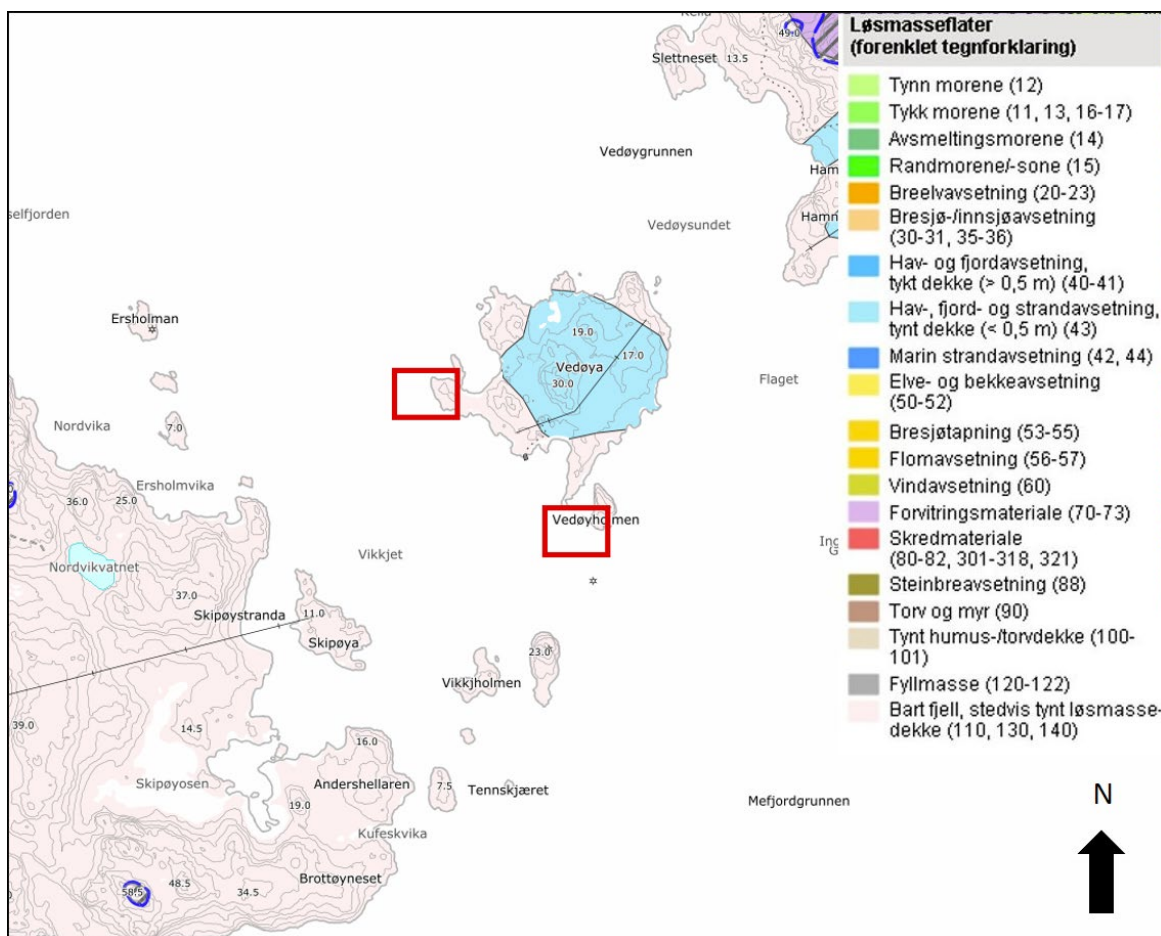 Kella
49.0
Slettneset
13.5
Vedøygrunnen
Ham
selfjorden
Vedøysundet
Hamn
Ersholman
19.0
17.0
Vedøya
30.0
Flaget
7.0
Nordvika
Ersholmvika
36.0
25.0
Vedøyholmen
Vikkjet
Nordvikvatnet
37.0
Skipøystranda
11.0
Skipøya
23.0
Vikkjholmen
39.0
14.5
16.0
Skipøyosen
Andershellaren
7.5
Tennskjæret
19.0
Mefjordgrunnen
Kufeskvika
58.5
48.5
34.5
Brottøyneset
Løsmasseflater
(forenklet tegnforklaring)
Tynn morene (12)
Tykk morene (11, 13, 16-17)
Avsmeltingsmorene (14)
Randmorene/-sone (15)
Breelvavsetning (20-23)
Bresjø-/innsjøavsetning
(30-31, 35-36)
Hav- og fjordavsetning,
tykt dekke (> 0,5 m) (40-41)
Hav-, fjord- og strandavsetning,
tynt dekke (< 0,5 m) (43)
Marin strandavsetning (42, 44)
Elve- og bekkeavsetning
(50-52)
Bresjøtapning (53-55)
Flomavsetning (56-57)
Vindavsetning (60)
Forvitringsmateriale (70-73)
Skredmateriale
(80-82, 301-318, 321)
Steinbreavsetning (88)
Torv og myr (90)
Tynt humus-/torvdekke (100-
101)
Fyllmasse (120-122)
Bart fjell, stedvis tynt løsmasse-
dekke (110, 130, 140)
N